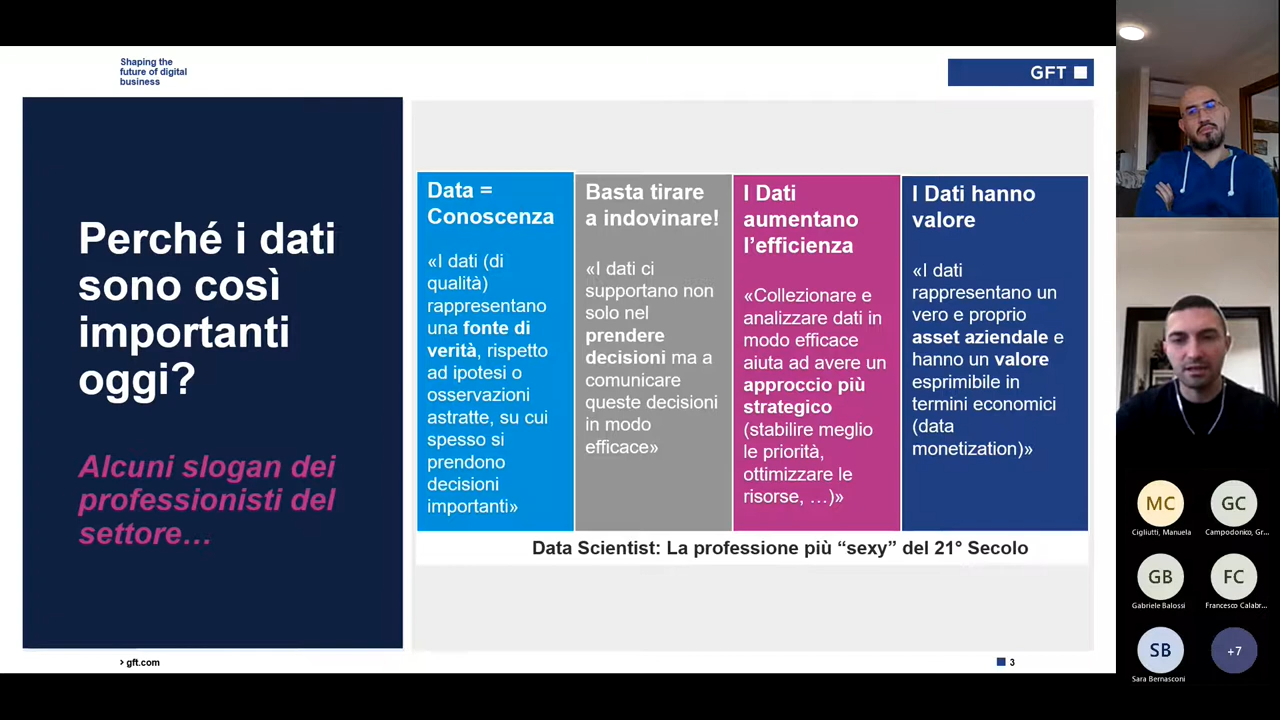 Shaping the
future of digital
business
GFT
Perché i dati
sono così
importanti
oggi?
Alcuni slogan dei
professionisti del
settore…
Data =
Conoscenza
«I dati (di
qualità)
rappresentano
una fonte di
verità, rispetto
ad ipotesi o
osservazioni
astratte, su cui
spesso si
prendono
decisioni
importanti»
Basta tirare
a indovinare!
«I dati ci
supportano non
solo nel
prendere
decisioni ma a
comunicare
queste decisioni
in modo
efficace»
I Dati
aumentano
l’efficienza
«Collezionare e
analizzare dati in
modo efficace
aiuta ad avere un
approccio più
strategico
(stabilire meglio
le priorità,
ottimizzare le
risorse, …)»
I Dati hanno
valore
«I dati
rappresentano un
vero e proprio
asset aziendale e
hanno un valore
esprimibile in
termini economici
(data
monetization)»
Data Scientist: La professione più “sexy” del 21° Secolo
> gft.com
3
MC
Cigliutti, Manuela
GC
Campodonico, Gr...
GB
Gabriele Balossi
FC
Francesco Calabr...
SB
Sara Bernasconi
+7